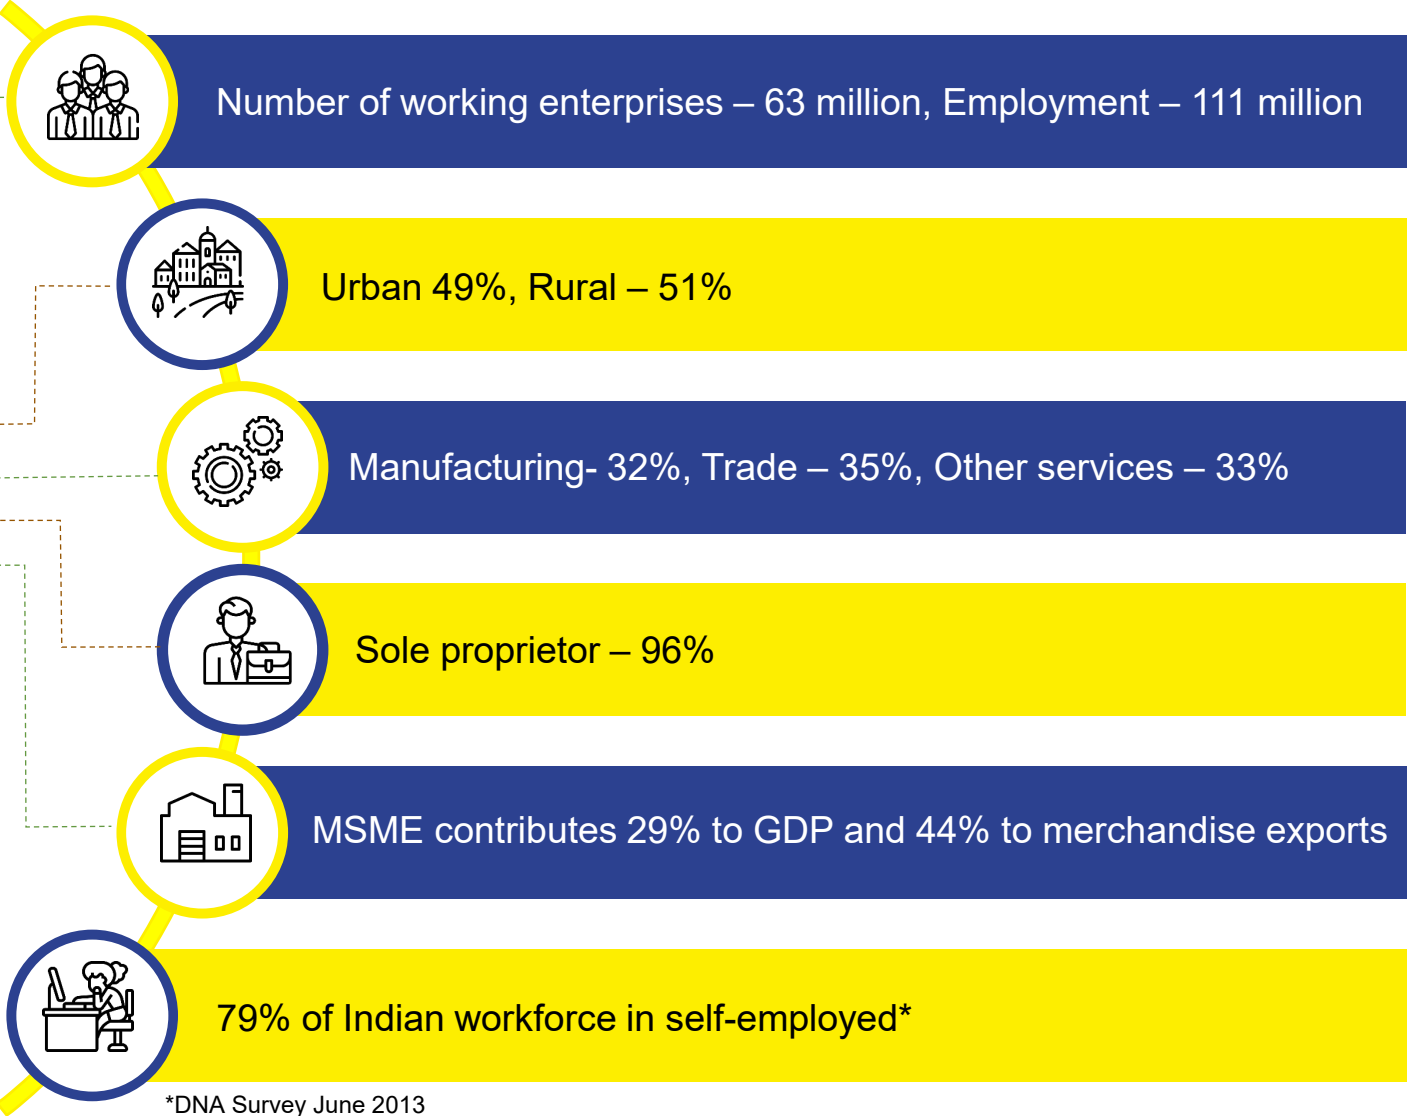 Number of working enterprises – 63 million, Employment – 111 million
Urban 49%, Rural – 51%
Manufacturing- 32%, Trade – 35%, Other services – 33%
Sole proprietor – 96%
MSME contributes 29% to GDP and 44% to merchandise exports
79% of Indian workforce in self-employed*
*DNA Survey June 2013